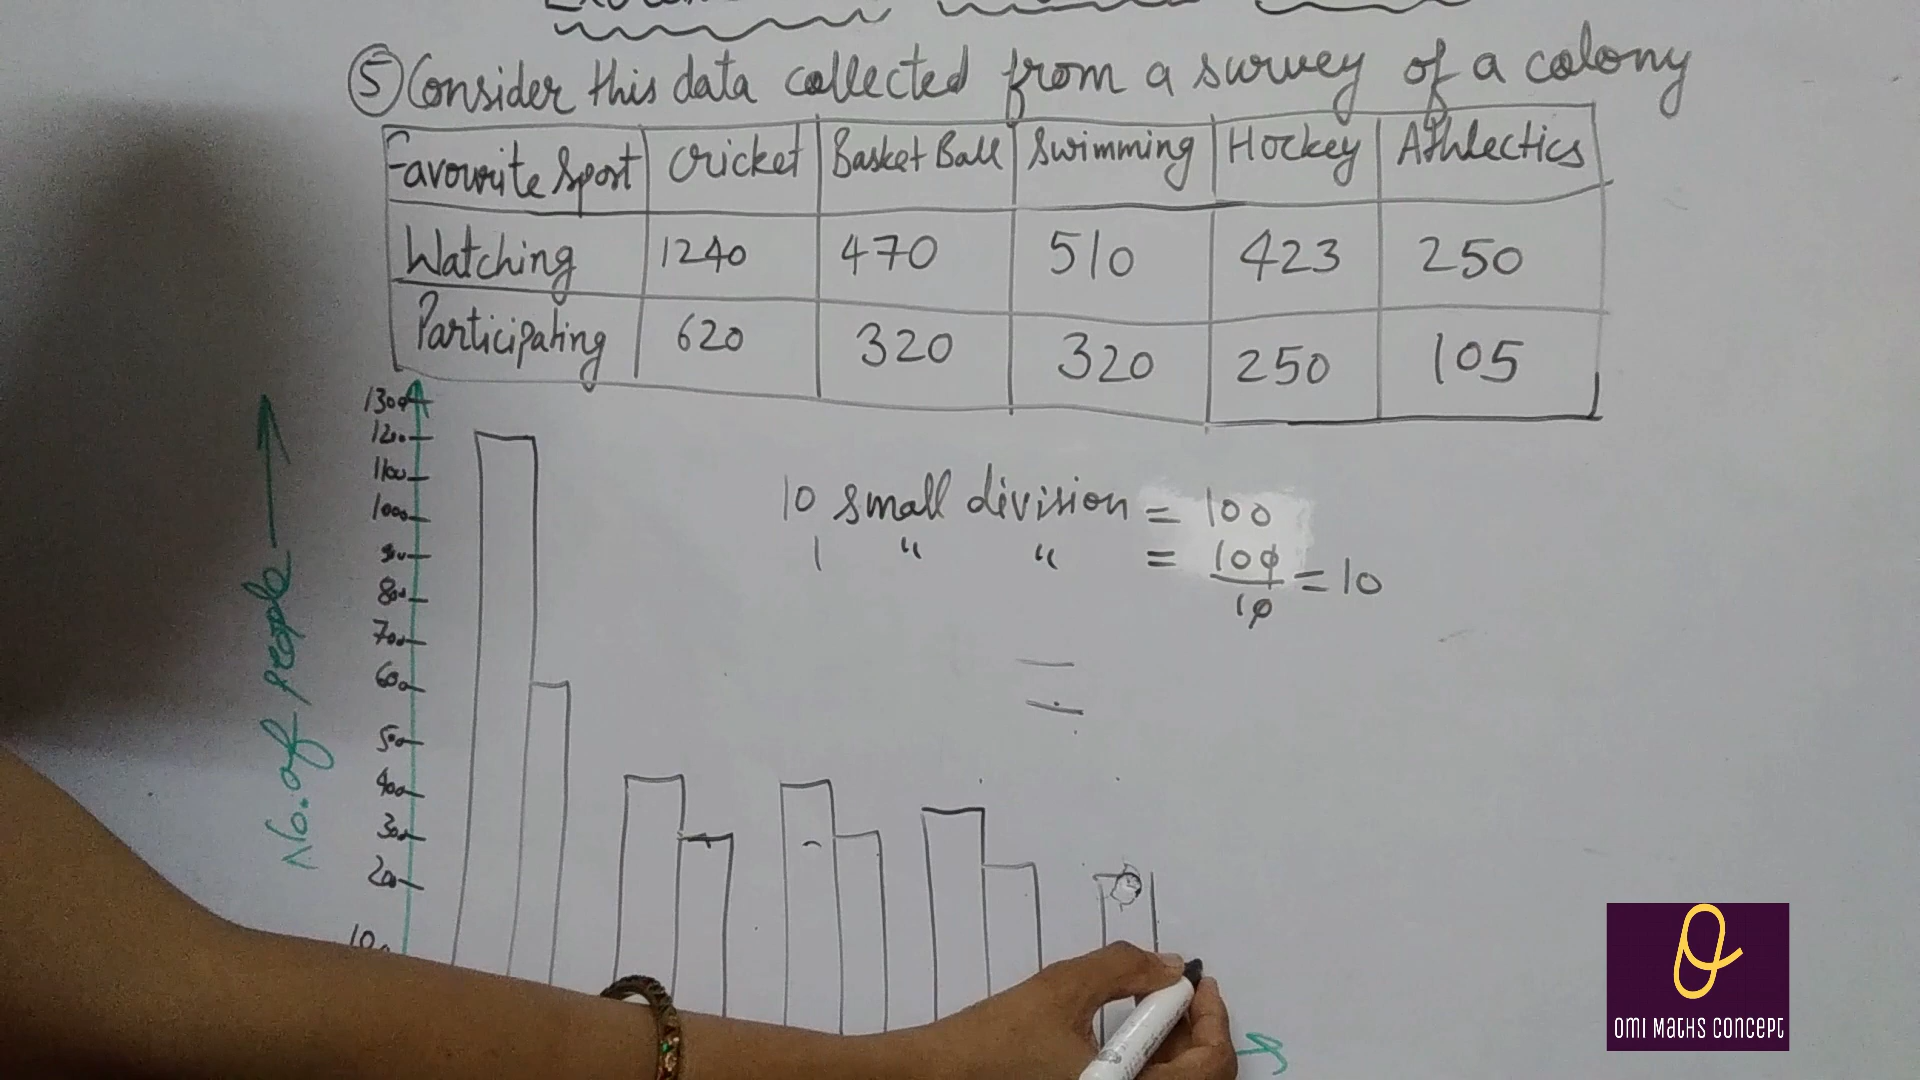 ⑤ Consider this data collected from a survey of a colony
Favourite Sport Cricket Basket Ball Swimming Hockey Athlectics
Watching 1240 470 510 423 250
Participating 620 320 320 250 105
1300
1200
1100
1000
900
800
700
600
500
400
300
200
100
No. of people
10 small division = 100
1 " " = 100/10 = 10
OMI MATHS CONCEPT